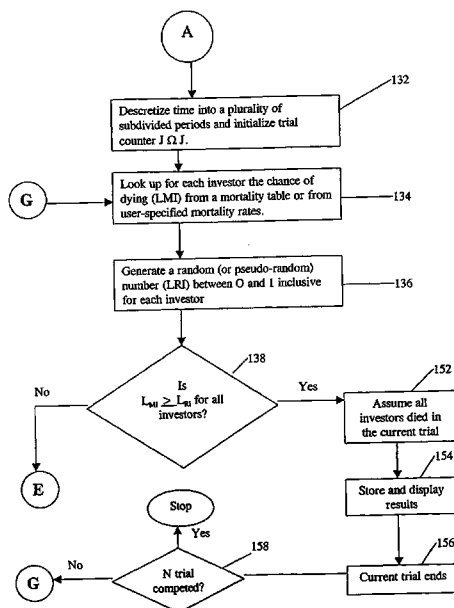 A
132
Descretize time into a plurality of
subdivided periods and initialize trial
counter J Ω J.
G
Look up for each investor the chance of
dying (LMI) from a mortality table or from
user-specified mortality rates.
134
Generate a random (or pseudo-random)
number (LRI) between O and 1 inclusive
for each investor
136
138
No
Is
L_MI ≥ L_RI for all
investors?
Yes
152
Assume all
investors died in
the current trial
E
154
Store and display
results
Stop
Yes
158
156
G
No
N trial
competed?
Current trial ends